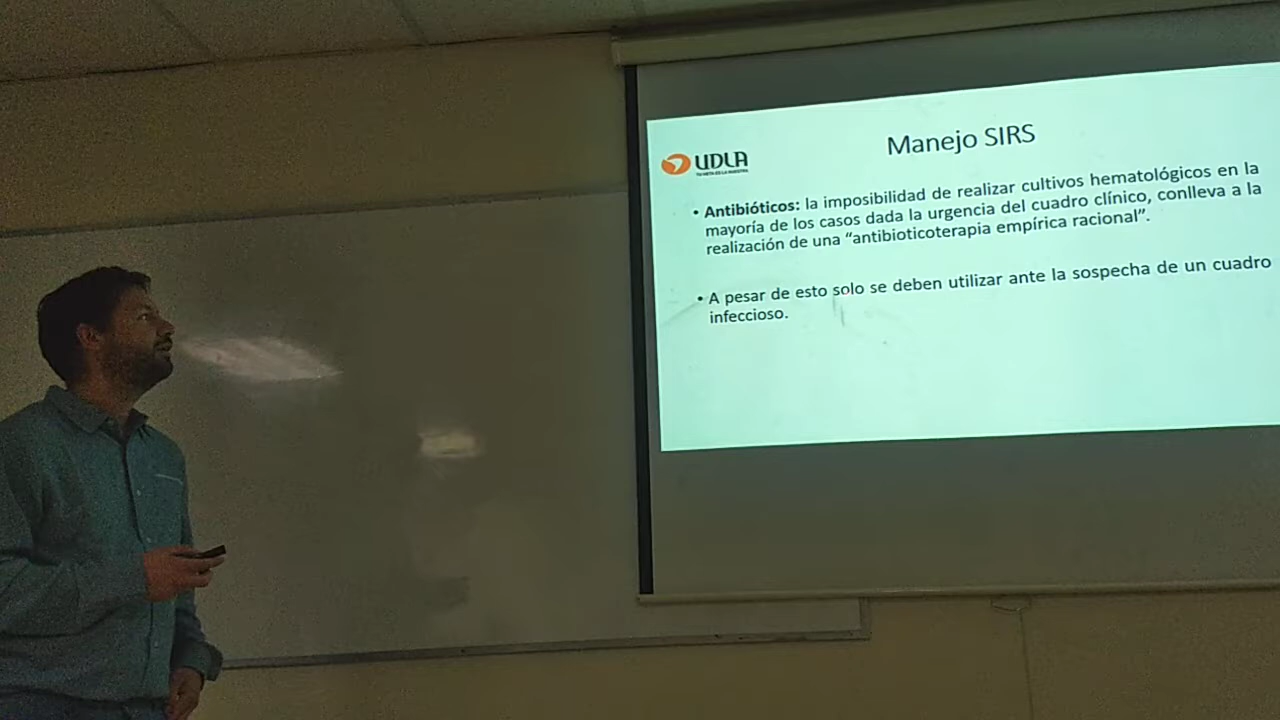 Manejo SIRS
UDLA
TU META ES LA NUESTRA
• Antibióticos: la imposibilidad de realizar cultivos hematológicos en la
mayoría de los casos dada la urgencia del cuadro clínico, conlleva a la
realización de una “antibioticoterapia empírica racional”.
• A pesar de esto solo se deben utilizar ante la sospecha de un cuadro
infeccioso.